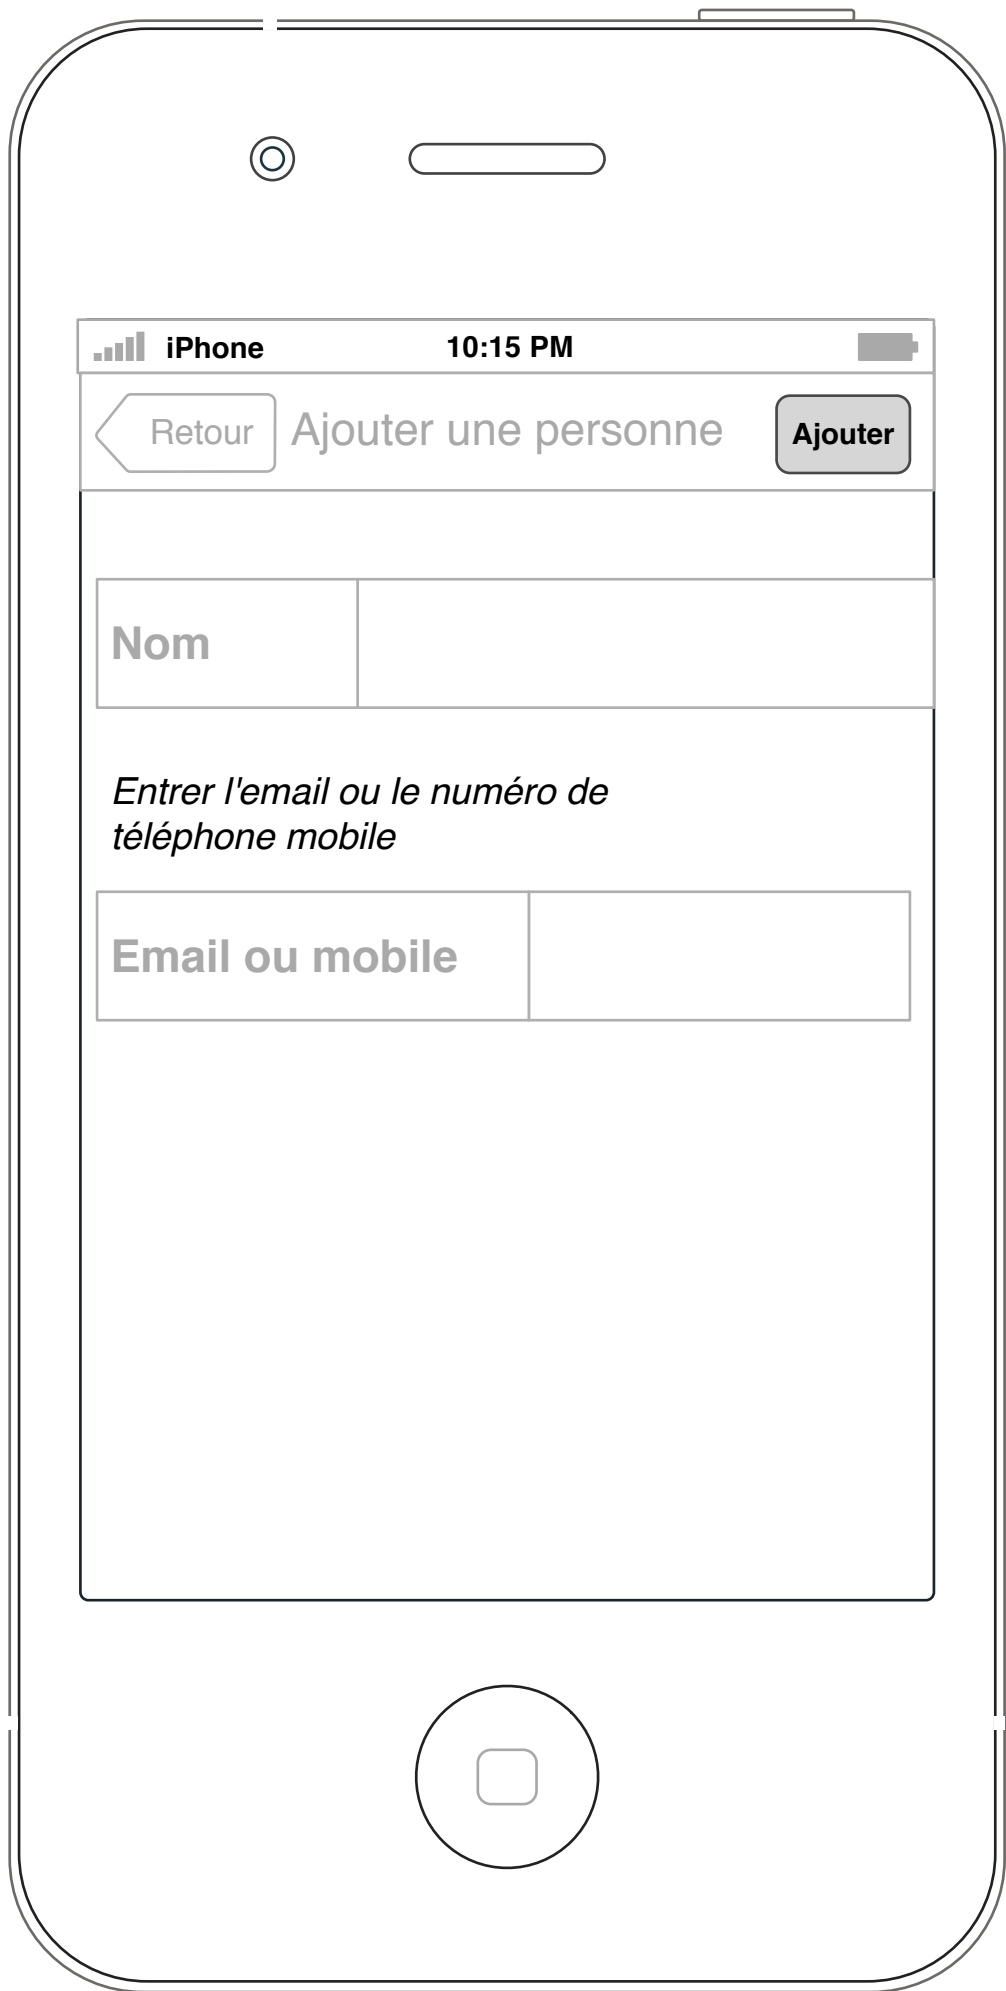 iPhone 10:15 PM
Retour Ajouter une personne Ajouter
Nom
Entrer l'email ou le numéro de
téléphone mobile
Email ou mobile